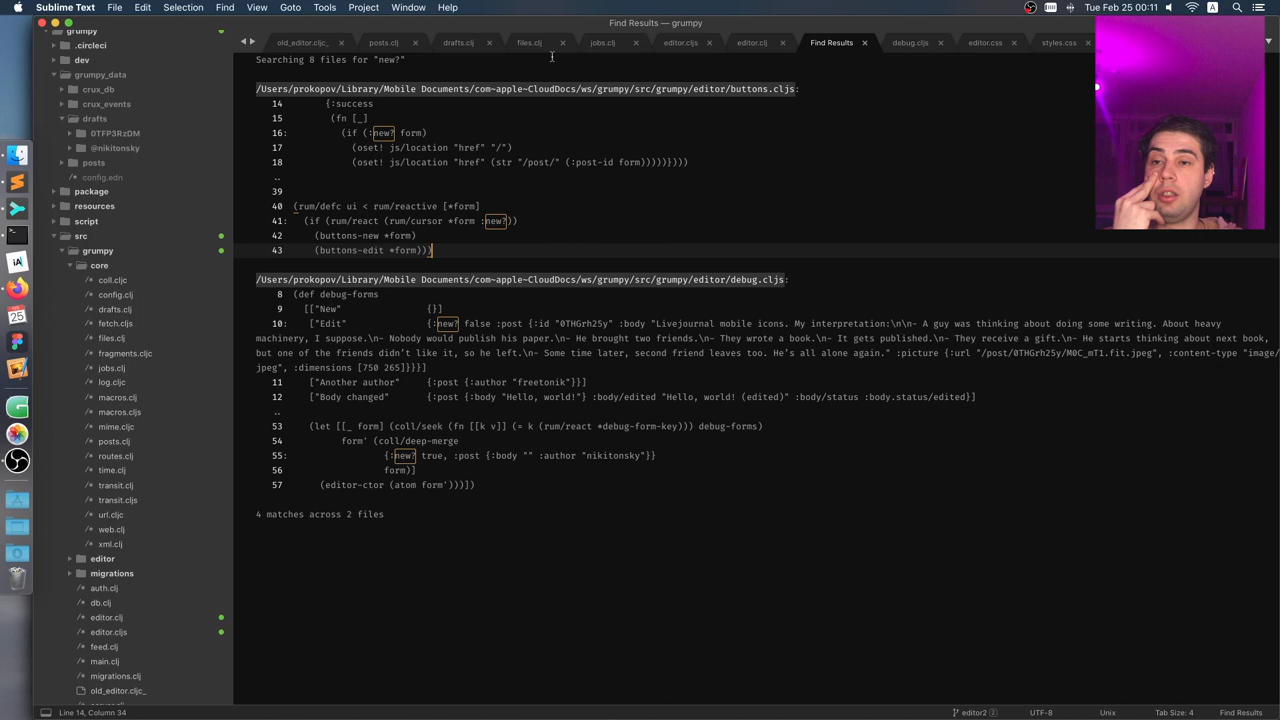 Sublime Text File Edit Selection Find View Goto Tools Project Window Help
Tue Feb 25 00:11
Find Results — grumpy
old_editor.cljc_ posts.clj drafts.clj files.clj jobs.clj editor.cljs editor.clj Find Results debug.cljs editor.css styles.css
grumpy
.circleci
dev
grumpy_data
crux_db
crux_events
drafts
0TFP3RzDM
@nikitonsky
posts
config.edn
package
resources
script
src
grumpy
core
coll.cljc
config.clj
drafts.clj
fetch.cljs
files.clj
fragments.cljc
jobs.clj
log.cljc
macros.clj
macros.cljs
mime.cljc
posts.clj
routes.clj
time.clj
transit.clj
transit.cljs
url.cljc
web.clj
xml.clj
editor
migrations
auth.clj
db.clj
editor.clj
editor.cljs
feed.clj
main.clj
migrations.clj
old_editor.cljc_
Searching 8 files for "new?"
/Users/prokopov/Library/Mobile Documents/com~apple~CloudDocs/ws/grumpy/src/grumpy/editor/buttons.cljs:
14 {:success
15 (fn [_]
16: (if (:new? form)
17 (oset! js/location "href" "/")
18 (oset! js/location "href" (str "/post/" (:post-id form)))))}))
..
39
40 (rum/defc ui < rum/reactive [*form]
41: (if (rum/react (rum/cursor *form :new?))
42 (buttons-new *form)
43 (buttons-edit *form)))
/Users/prokopov/Library/Mobile Documents/com~apple~CloudDocs/ws/grumpy/src/grumpy/editor/debug.cljs:
8 (def debug-forms
9 [["New" {}]
10: ["Edit" {:new? false :post {:id "0THGrh25y" :body "Livejournal mobile icons. My interpretation:\n\n- A guy was thinking about doing some writing. About heavy
machinery, I suppose.\n- Nobody would publish his paper.\n- He brought two friends.\n- They wrote a book.\n- It gets published.\n- They receive a gift.\n- He starts thinking about next book,
but one of the friends didn't like it, so he left.\n- Some time later, second friend leaves too. He's all alone again." :picture {:url "/post/0THGrh25y/M0C_mT1.fit.jpeg", :content-type "image/
jpeg", :dimensions [750 265]}}}]
11 ["Another author" {:post {:author "freetonik"}}]
12 ["Body changed" {:post {:body "Hello, world!"} :body/edited "Hello, world! (edited)" :body/status :body.status/edited}]
..
53 (let [[_ form] (coll/seek (fn [[k v]] (= k (rum/react *debug-form-key))) debug-forms)
54 form' (coll/deep-merge
55: {:new? true, :post {:body "" :author "nikitonsky"}}
56 form)]
57 (editor-ctor (atom form')))])
4 matches across 2 files
Line 14, Column 34
editor2 2 UTF-8 Unix Tab Size: 4 Find Results